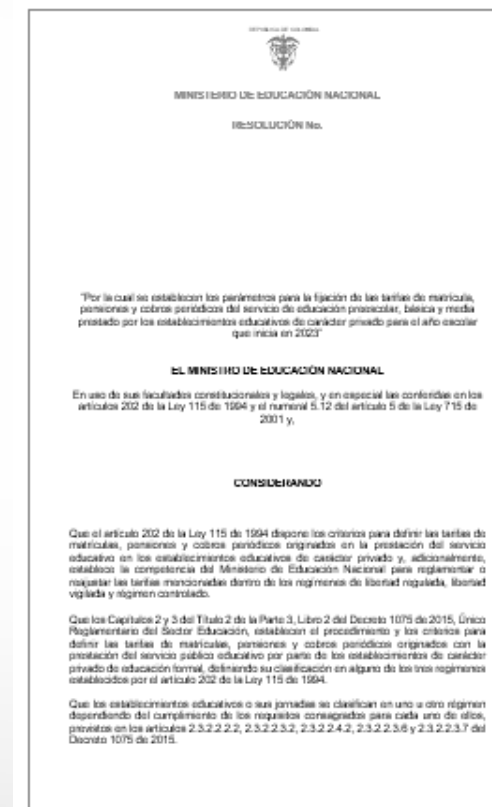 REPÚBLICA DE COLOMBIA
MINISTERIO DE EDUCACIÓN NACIONAL
RESOLUCIÓN No.
"Por la cual se establecen los parámetros para la fijación de las tarifas de matrícula,
pensiones y cobros periódicos del servicio de educación preescolar, básica y media
prestado por los establecimientos educativos de carácter privado para el año escolar
que inicia en 2023"
EL MINISTRO DE EDUCACIÓN NACIONAL
En uso de sus facultades constitucionales y legales, y en especial las conferidas en los
artículos 202 de la Ley 115 de 1994 y el numeral 5.12 del artículo 5 de la Ley 715 de
2001 y,
CONSIDERANDO
Que el artículo 202 de la Ley 115 de 1994 dispone los criterios para definir las tarifas de
matrículas, pensiones y cobros periódicos originados en la prestación del servicio
educativo en los establecimientos educativos de carácter privado y, adicionalmente,
establece la competencia del Ministerio de Educación Nacional para reglamentar o
reajustar las tarifas mencionadas dentro de los regímenes de libertad regulada, libertad
vigilada y régimen controlado.
Que los Capítulos 2 y 3 del Título 2 de la Parte 3, Libro 2 del Decreto 1075 de 2015, Único
Reglamentario del Sector Educación, establecen el procedimiento y los criterios para
definir las tarifas de matrículas, pensiones y cobros periódicos originados con la
prestación del servicio público educativo por parte de los establecimientos de carácter
privado de educación formal, definiendo su clasificación en alguno de los tres regímenes
establecidos por el artículo 202 de la Ley 115 de 1994.
Que los establecimientos educativos o sus jornadas se clasifican en uno u otro régimen
dependiendo del cumplimiento de los requisitos consagrados para cada uno de ellos,
previstos en los artículos 2.3.2.2.2.2, 2.3.2.2.3.2, 2.3.2.2.4.2, 2.3.2.2.3.6 y 2.3.2.2.3.7 del
Decreto 1075 de 2015.